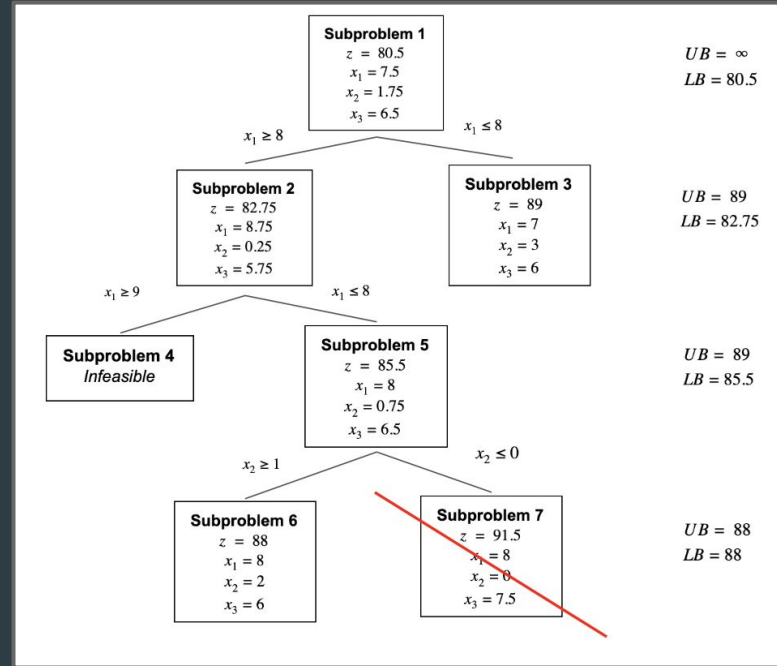 Subproblem 1
z = 80.5
x₁ = 7.5
x₂ = 1.75
x₃ = 6.5
UB = ∞
LB = 80.5
x₁ ≥ 8
x₁ ≤ 8
Subproblem 2
z = 82.75
x₁ = 8.75
x₂ = 0.25
x₃ = 5.75
Subproblem 3
z = 89
x₁ = 7
x₂ = 3
x₃ = 6
UB = 89
LB = 82.75
x₁ ≥ 9
x₁ ≤ 8
Subproblem 4
Infeasible
Subproblem 5
z = 85.5
x₁ = 8
x₂ = 0.75
x₃ = 6.5
UB = 89
LB = 85.5
x₂ ≥ 1
x₂ ≤ 0
Subproblem 6
z = 88
x₁ = 8
x₂ = 2
x₃ = 6
Subproblem 7
z = 91.5
x₁ = 8
x₂ = 0
x₃ = 7.5
UB = 88
LB = 88